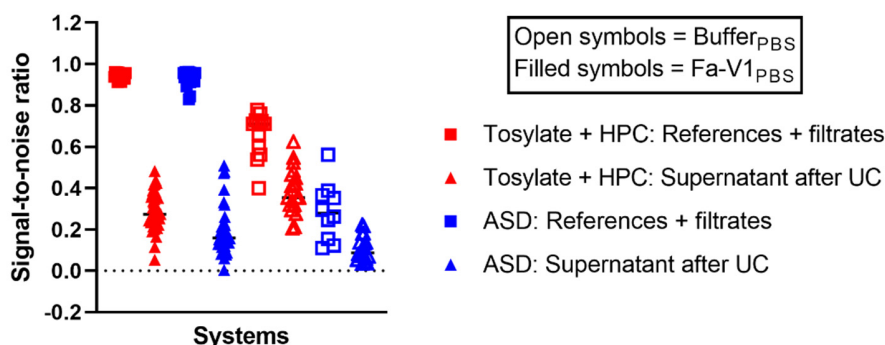 Signal-to-noise ratio
1.2
1.0
0.8
0.6
0.4
0.2
0.0
-0.2
Systems
Open symbols = Buffer_PBS
Filled symbols = Fa-V1_PBS
Tosylate + HPC: References + filtrates
Tosylate + HPC: Supernatant after UC
ASD: References + filtrates
ASD: Supernatant after UC